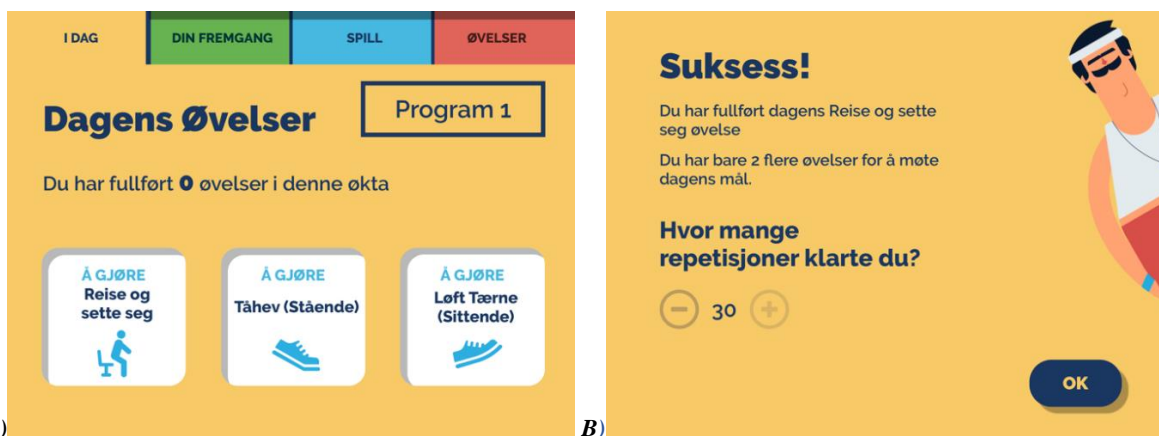 I DAG
DIN FREMGANG
SPILL
ØVELSER
Dagens Øvelser
Program 1
Du har fullført 0 øvelser i denne økta
Å GJØRE
Reise og
sette seg
Å GJØRE
Tåhev (Stående)
Å GJØRE
Løft Tærne
(Sittende)
)
B)
Suksess!
Du har fullført dagens Reise og sette
seg øvelse
Du har bare 2 flere øvelser for å møte
dagens mål.
Hvor mange
repetisjoner klarte du?
30
OK